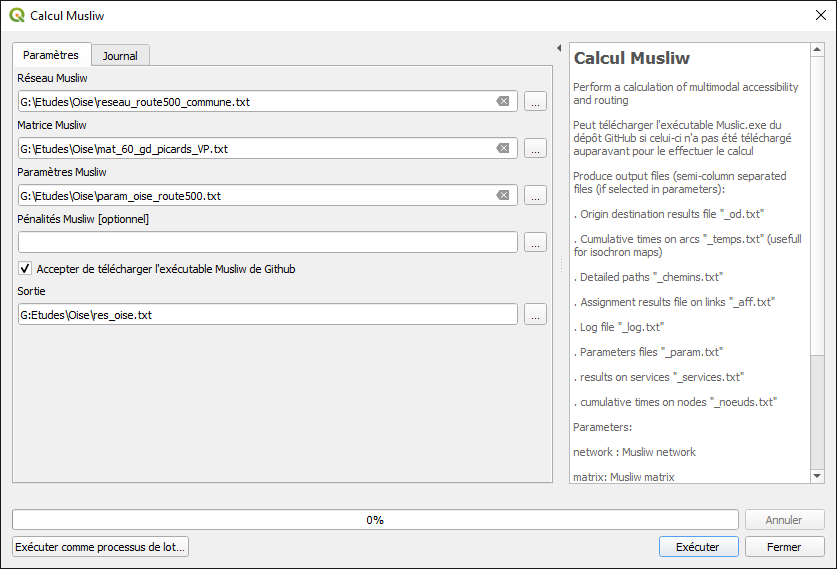 Calcul Musliw
Paramètres
Journal
Réseau Musliw
G:\Etudes\Oise\reseau_route500_commune.txt
...
Matrice Musliw
G:\Etudes\Oise\mat_60_gd_picards_VP.txt
...
Paramètres Musliw
G:\Etudes\Oise\param_oise_route500.txt
...
Pénalités Musliw [optionnel]
...
Accepter de télécharger l'exécutable Musliw de Github
Sortie
G:Etudes\Oise\res_oise.txt
...
Calcul Musliw
Perform a calculation of multimodal accessibility
and routing
Peut télécharger l'exécutable Muslic.exe du
dépôt GitHub si celui-ci n'a pas été téléchargé
auparavant pour le effectuer le calcul
Produce output files (semi-column separated
files (if selected in parameters):
. Origin destination results file "_od.txt"
. Cumulative times on arcs "_temps.txt" (usefull
for isochron maps)
. Detailed paths "_chemins.txt"
. Assignment results file on links "_aff.txt"
. Log file "_log.txt"
. Parameters files "_param.txt"
. results on services "_services.txt"
. cumulative times on nodes "_noeuds.txt"
Parameters:
network : Musliw network
matrix: Musliw matrix
0%
Annuler
Exécuter comme processus de lot...
Exécuter
Fermer